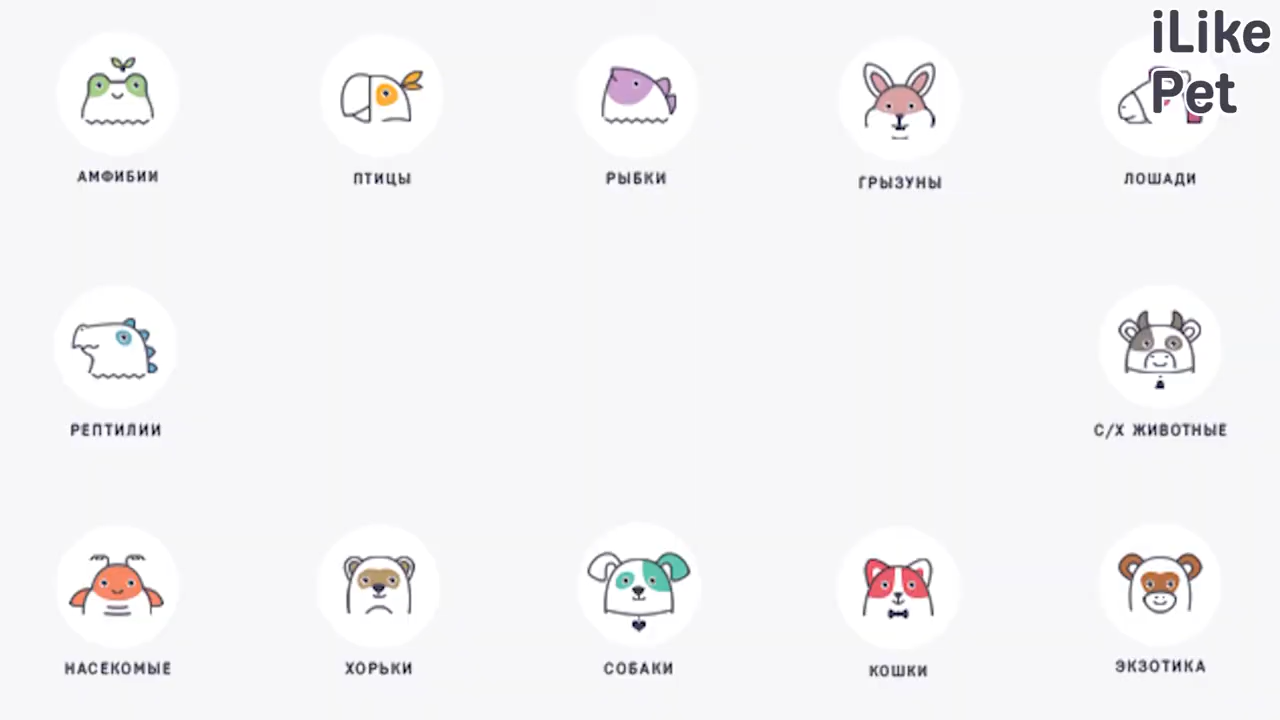 iLike
Pet
АМФИБИИ
ПТИЦЫ
РЫБКИ
ГРЫЗУНЫ
ЛОШАДИ
РЕПТИЛИИ
С/Х ЖИВОТНЫЕ
НАСЕКОМЫЕ
ХОРЬКИ
СОБАКИ
КОШКИ
ЭКЗОТИКА